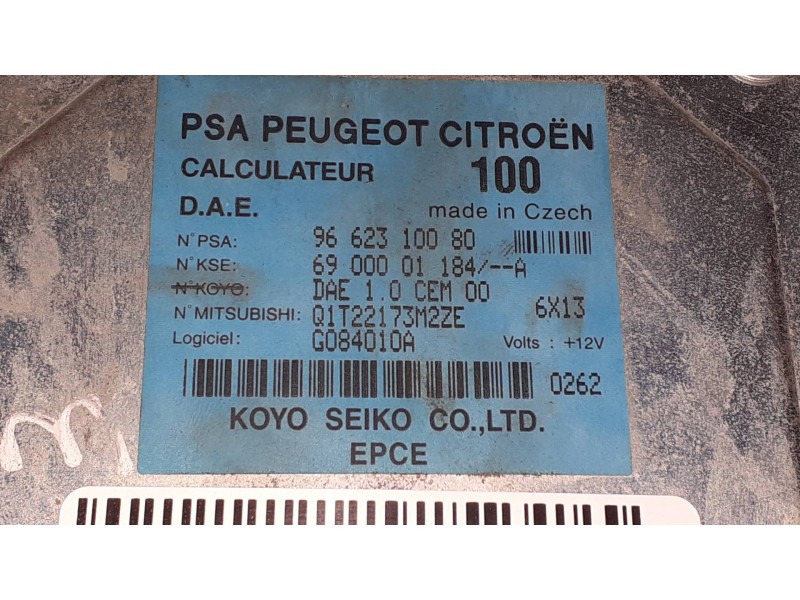 PSA PEUGEOT CITROËN
CALCULATEUR 100
D.A.E. made in Czech
N°PSA: 96 623 100 80
N°KSE: 69 000 01 184/--A
N°KOYO: DAE 1.0 CEM 00 6X13
N°MITSUBISHI: Q1T22173M2ZE
Logiciel: G084010A Volts : +12V
0262
KOYO SEIKO CO.,LTD.
EPCE